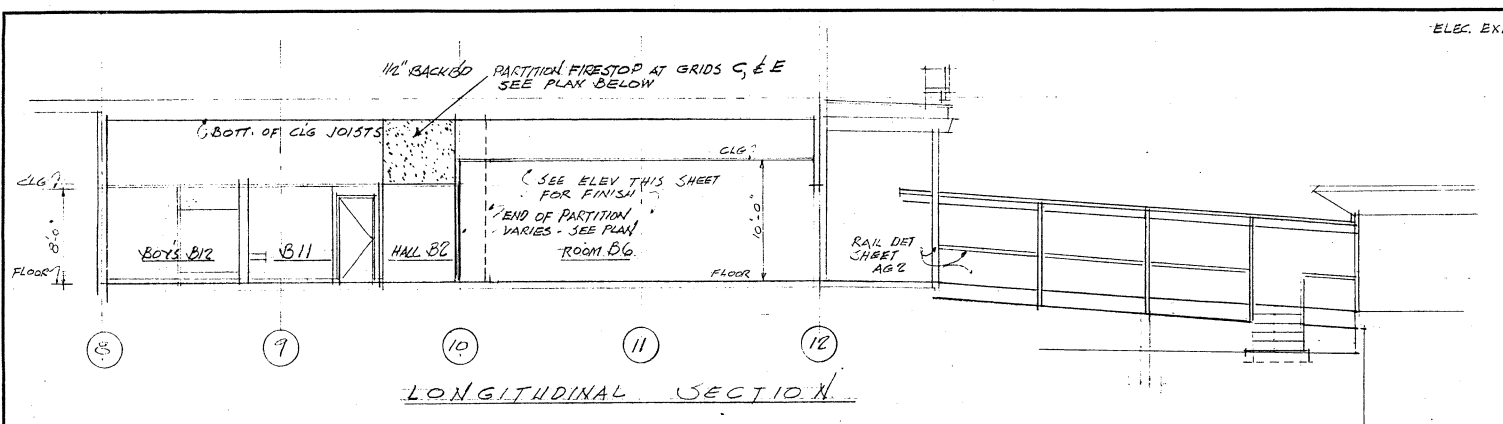 ELEC. EX
1/2" BACKBD
PARTITION FIRESTOP AT GRIDS C, & E
SEE PLAN BELOW
BOTT. OF CLG JOISTS
CLG
CLG
SEE ELEV THIS SHEET
FOR FINISH
END OF PARTITION
VARIES - SEE PLAN
8'-0"
10'-0"
BOYS B12
B11
HALL B2
ROOM B6
RAIL DET
SHEET
AG2
FLOOR
FLOOR
8
9
10
11
12
LONGITUDINAL SECTION